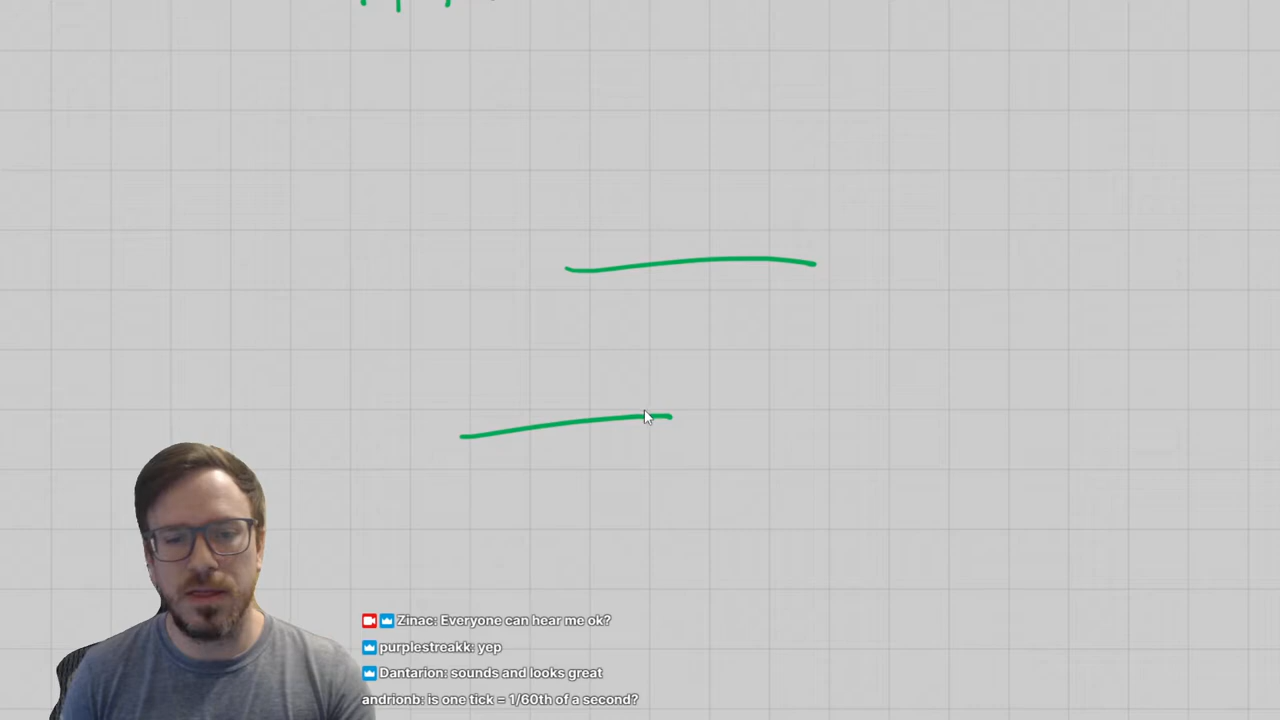 Zinac: Everyone can hear me ok?
purplestreakk: yep
Dantarion: sounds and looks great
andrionb: is one tick = 1/60th of a second?